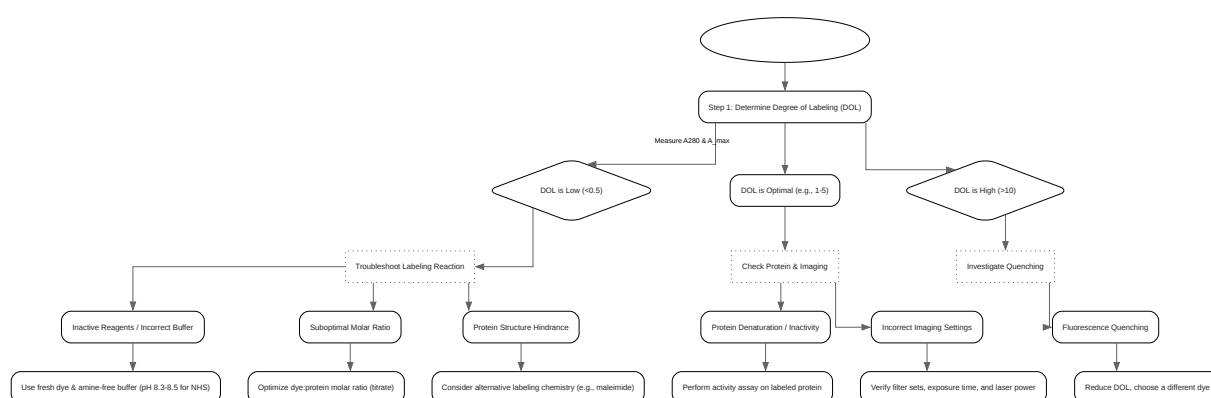 Step 1: Determine Degree of Labeling (DOL)
Measure A280 & A_max
DOL is Low (<0.5)
DOL is Optimal (e.g., 1-5)
DOL is High (>10)
Troubleshoot Labeling Reaction
Check Protein & Imaging
Investigate Quenching
Inactive Reagents / Incorrect Buffer
Suboptimal Molar Ratio
Protein Structure Hindrance
Protein Denaturation / Inactivity
Incorrect Imaging Settings
Fluorescence Quenching
Use fresh dye & amine-free buffer (pH 8.3-8.5 for NHS)
Optimize dye:protein molar ratio (titrate)
Consider alternative labeling chemistry (e.g., maleimide)
Perform activity assay on labeled protein
Verify filter sets, exposure time, and laser power
Reduce DOL, choose a different dye